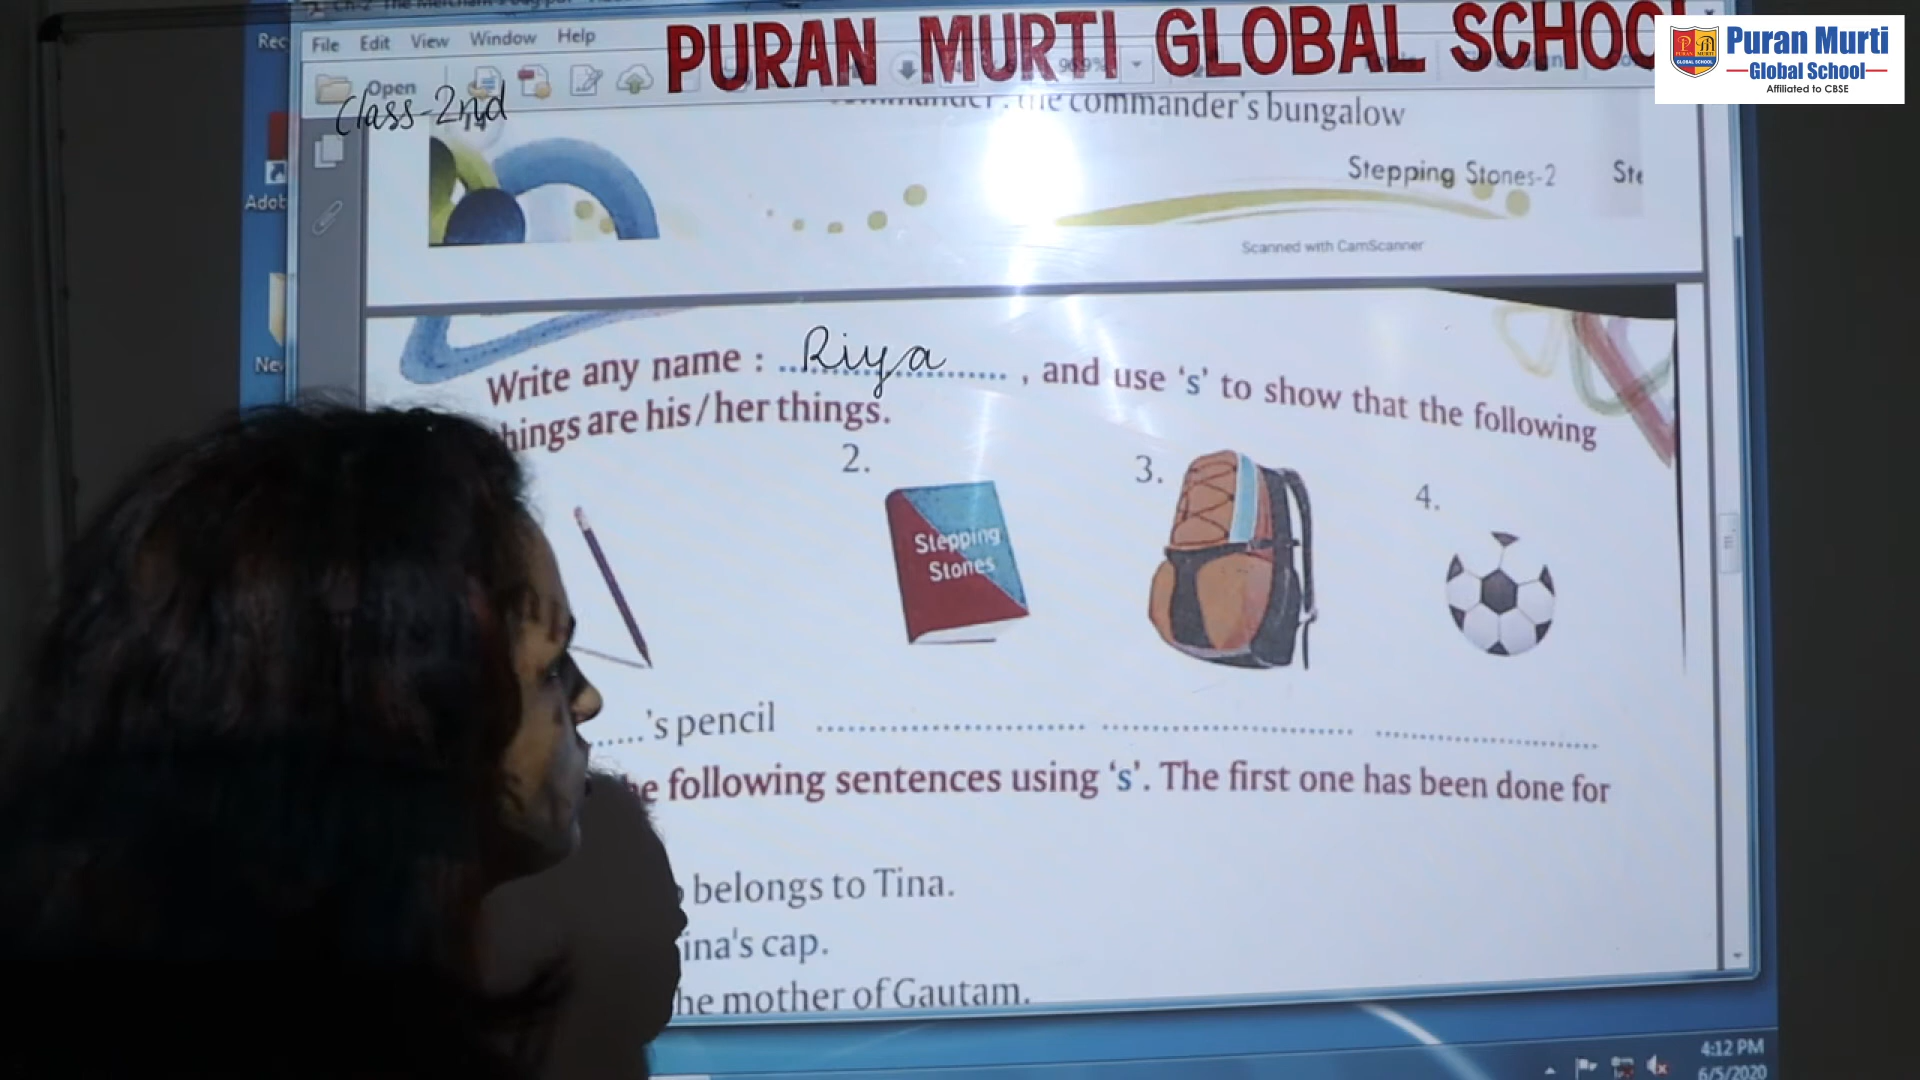 PURAN MURTI GLOBAL SCHOOL
Puran Murti
Global School
Affiliated to CBSE
File Edit View Window Help
Open
Class-2nd
the commander's bungalow
Stepping Stones-2
Scanned with CamScanner
Write any name : Riya , and use 's' to show that the following
things are his/her things.
2.
3.
4.
Stepping
Stones
's pencil
following sentences using 's'. The first one has been done for
belongs to Tina.
ina's cap.
he mother of Gautam.
4:12 PM
6/5/2020